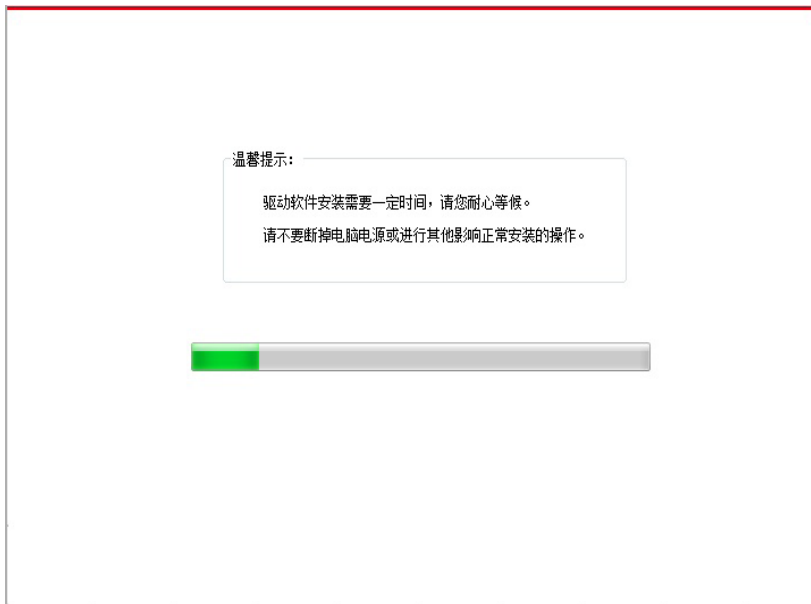 温馨提示:
驱动软件安装需要一定时间，请您耐心等候。
请不要断掉电脑电源或进行其他影响正常安装的操作。